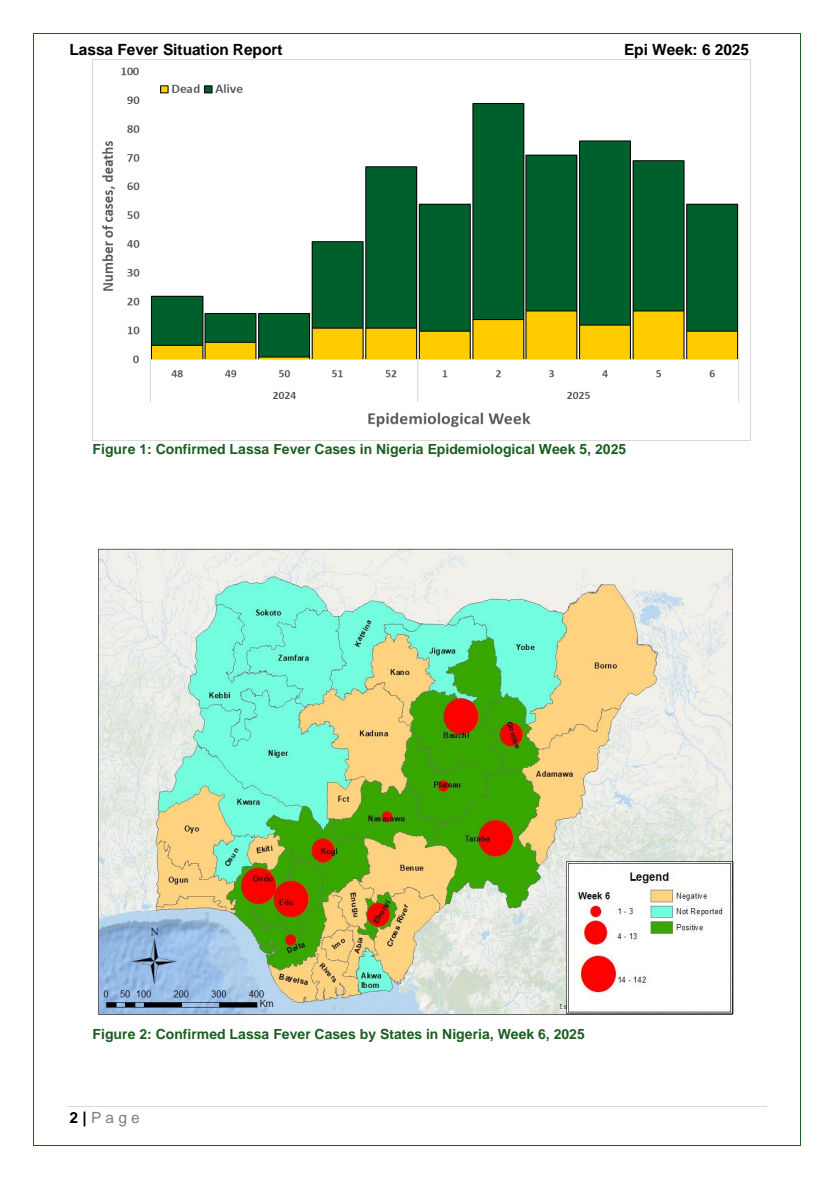 Lassa Fever Situation Report Epi Week: 6 2025
100
90
80
70
60
50
40
30
20
10
0
Dead Alive
Number of cases, deaths
48 49 50 51 52 1 2 3 4 5 6
2024 2025
Epidemiological Week
Figure 1: Confirmed Lassa Fever Cases in Nigeria Epidemiological Week 5, 2025
Sokoto
Katsina
Zamfara
Jigawa
Yobe
Borno
Kano
Kebbi
Kaduna
Bauchi
Gombe
Niger
Adamawa
Plateau
Kwara
Fct
Nasarawa
Oyo
Osun
Ekiti
Kogi
Taraba
Benue
Ogun
Ondo
Edo
Enugu
Ebonyi
Cross River
Delta
Imo
Abia
Bayelsa
Rivers
Akwa
Ibom
N
0 50 100 200 300 400
Km
Es
Legend
Week 6
1 - 3
4 - 13
14 - 142
Negative
Not Reported
Positive
Figure 2: Confirmed Lassa Fever Cases by States in Nigeria, Week 6, 2025
2 | Page